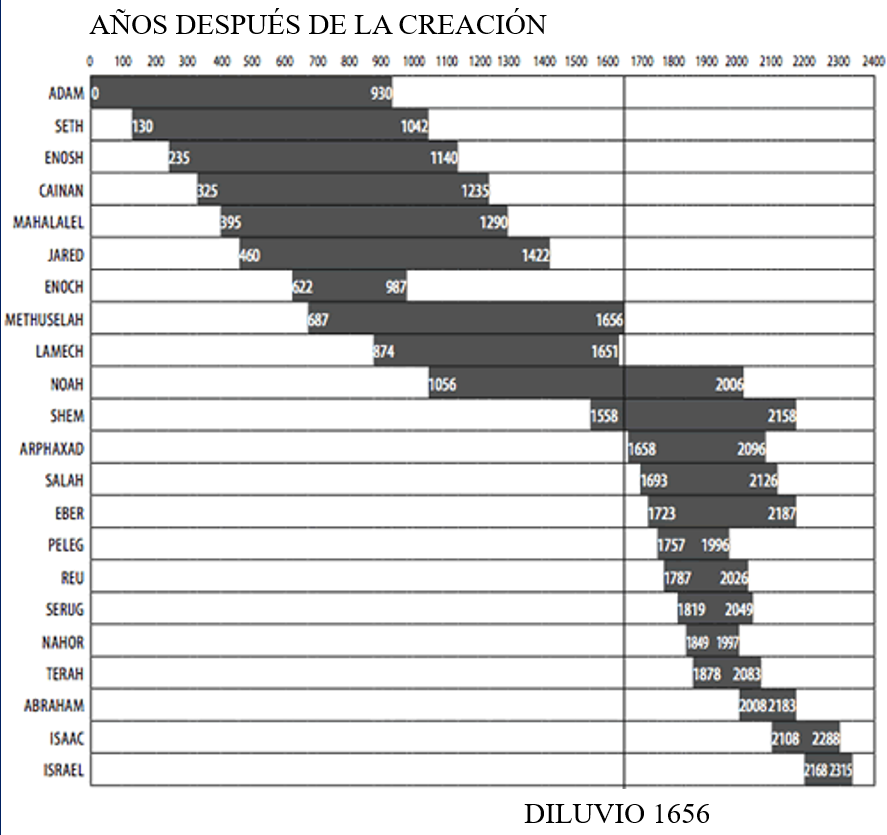 AÑOS DESPUÉS DE LA CREACIÓN
0 100 200 300 400 500 600 700 800 900 1000 1100 1200 1300 1400 1500 1600 1700 1800 1900 2000 2100 2200 2300 2400
ADAM 0 930
SETH 130 1042
ENOSH 235 1140
CAINAN 325 1235
MAHALALEL 395 1290
JARED 460 1422
ENOCH 622 987
METHUSELAH 687 1656
LAMECH 874 1651
NOAH 1056 2006
SHEM 1558 2158
ARPHAXAD 1658 2096
SALAH 1693 2126
EBER 1723 2187
PELEG 1757 1996
REU 1787 2026
SERUG 1819 2049
NAHOR 1849 1997
TERAH 1878 2083
ABRAHAM 2008 2183
ISAAC 2108 2288
ISRAEL 2168 2315
DILUVIO 1656